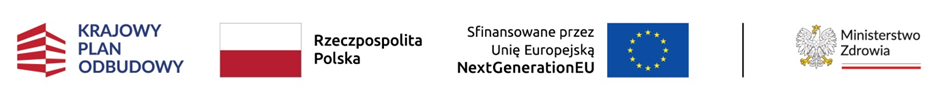 KRAJOWY
PLAN
ODBUDOWY
Rzeczpospolita
Polska
Sfinansowane przez
Unię Europejską
NextGenerationEU
Ministerstwo
Zdrowia